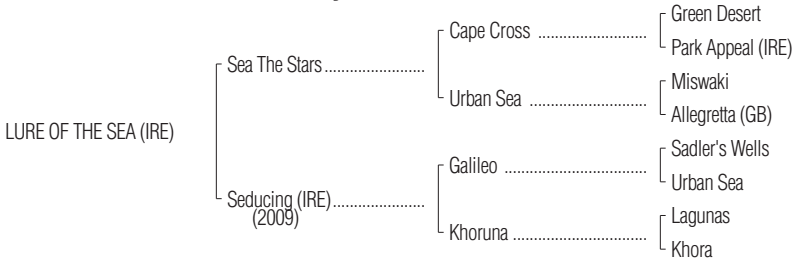 Green Desert
Cape Cross ..........................
Park Appeal (IRE)
Sea The Stars........................
Miswaki
Urban Sea ............................
Allegretta (GB)
LURE OF THE SEA (IRE)
Sadler's Wells
Galileo ..................................
Urban Sea
Seducing (IRE)......................
(2009)
Lagunas
Khoruna ................................
Khora